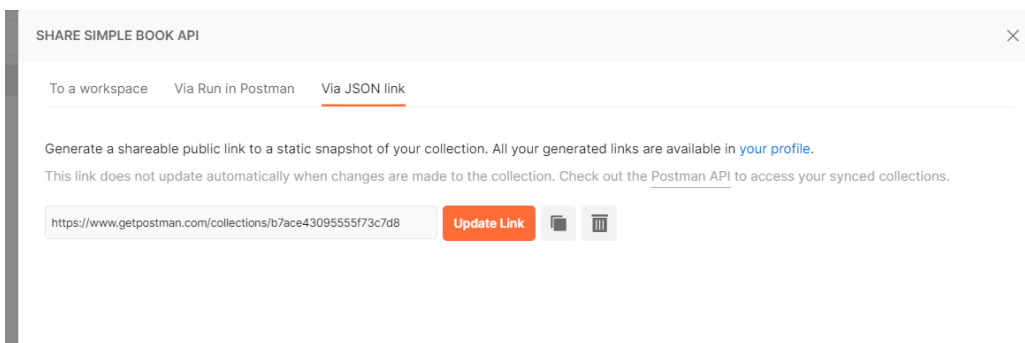 SHARE SIMPLE BOOK API
To a workspace Via Run in Postman Via JSON link
Generate a shareable public link to a static snapshot of your collection. All your generated links are available in your profile.
This link does not update automatically when changes are made to the collection. Check out the Postman API to access your synced collections.
https://www.getpostman.com/collections/b7ace43095555f73c7d8 Update Link